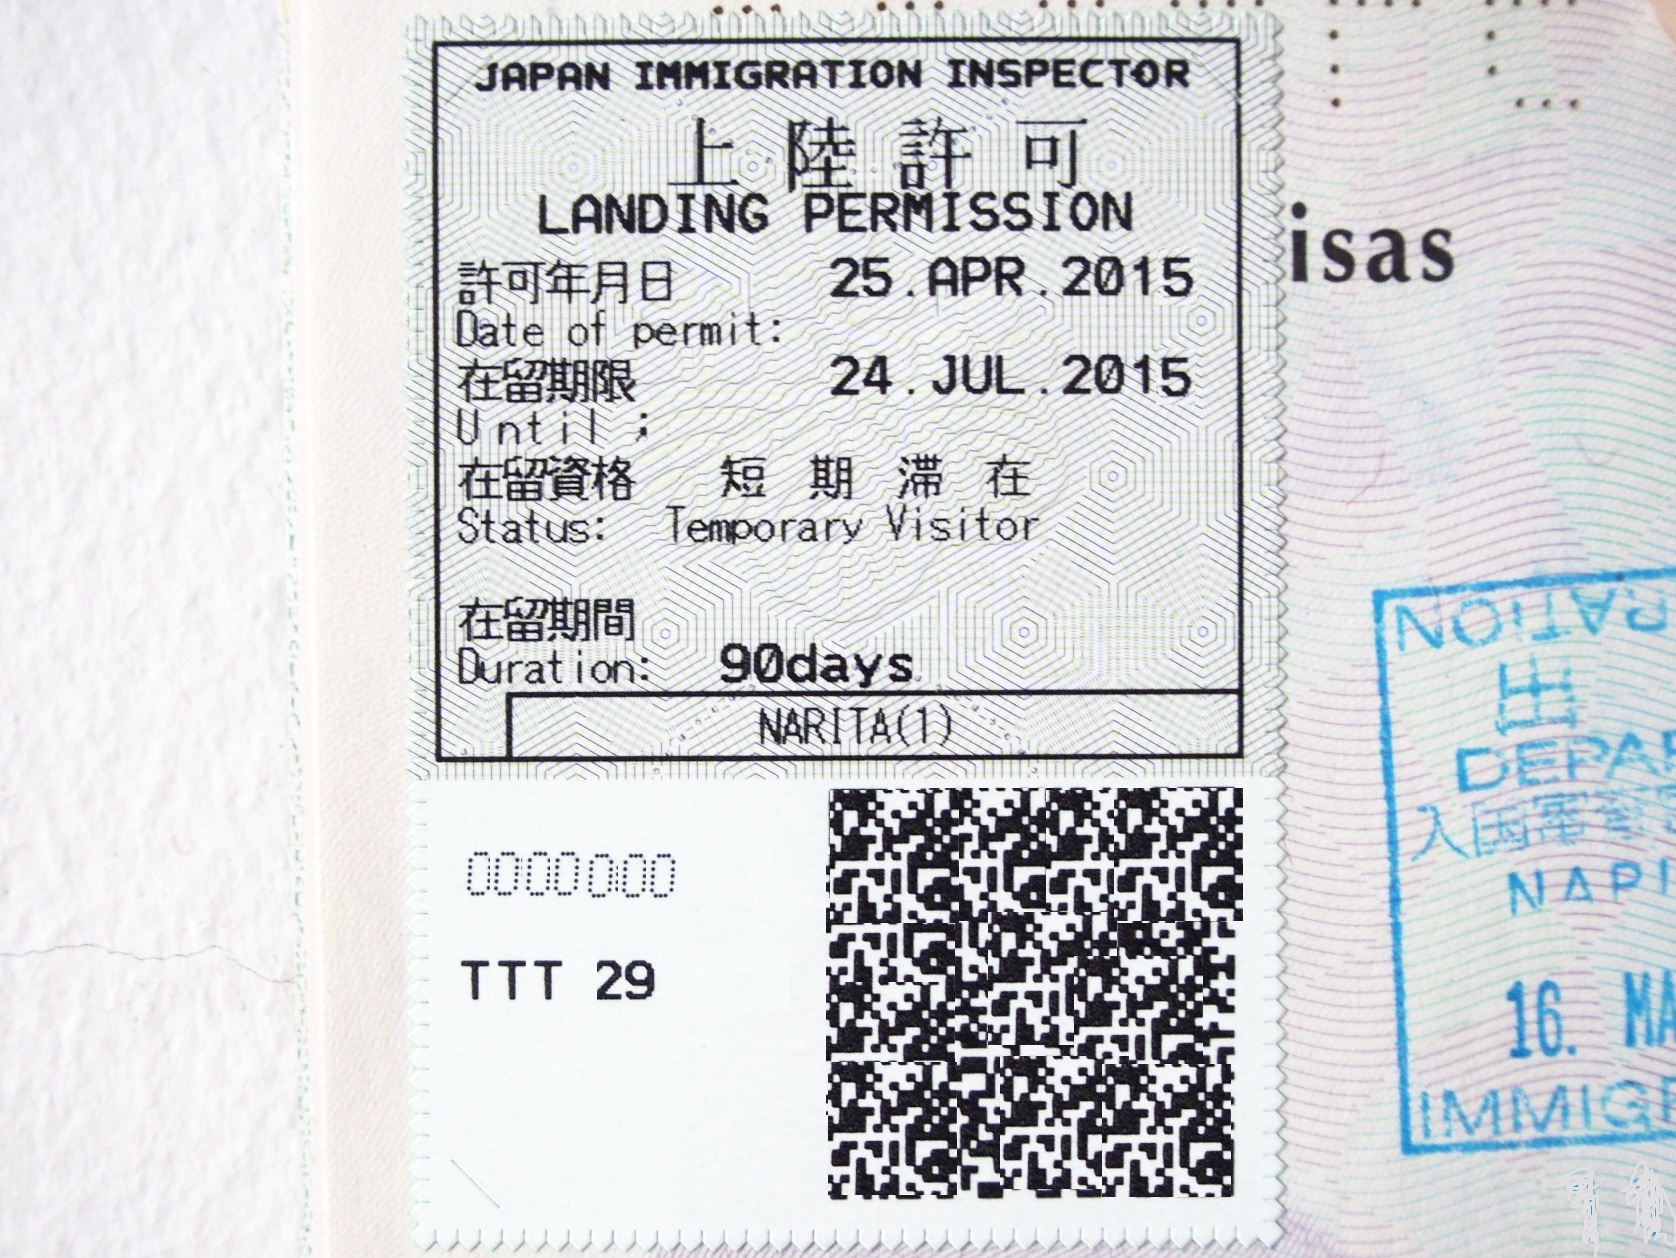 JAPAN IMMIGRATION INSPECTOR
上陸許可
LANDING PERMISSION
許可年月日 25.APR.2015
Date of permit:
在留期限 24.JUL.2015
Until ;
在留資格 短期滞在
Status: Temporary Visitor
在留期間
Duration: 90days
NARITA(1)
0000000
TTT 29
isas
RATION
出
DEPAR
入国審査
NARI
16. MA
IMMIGR